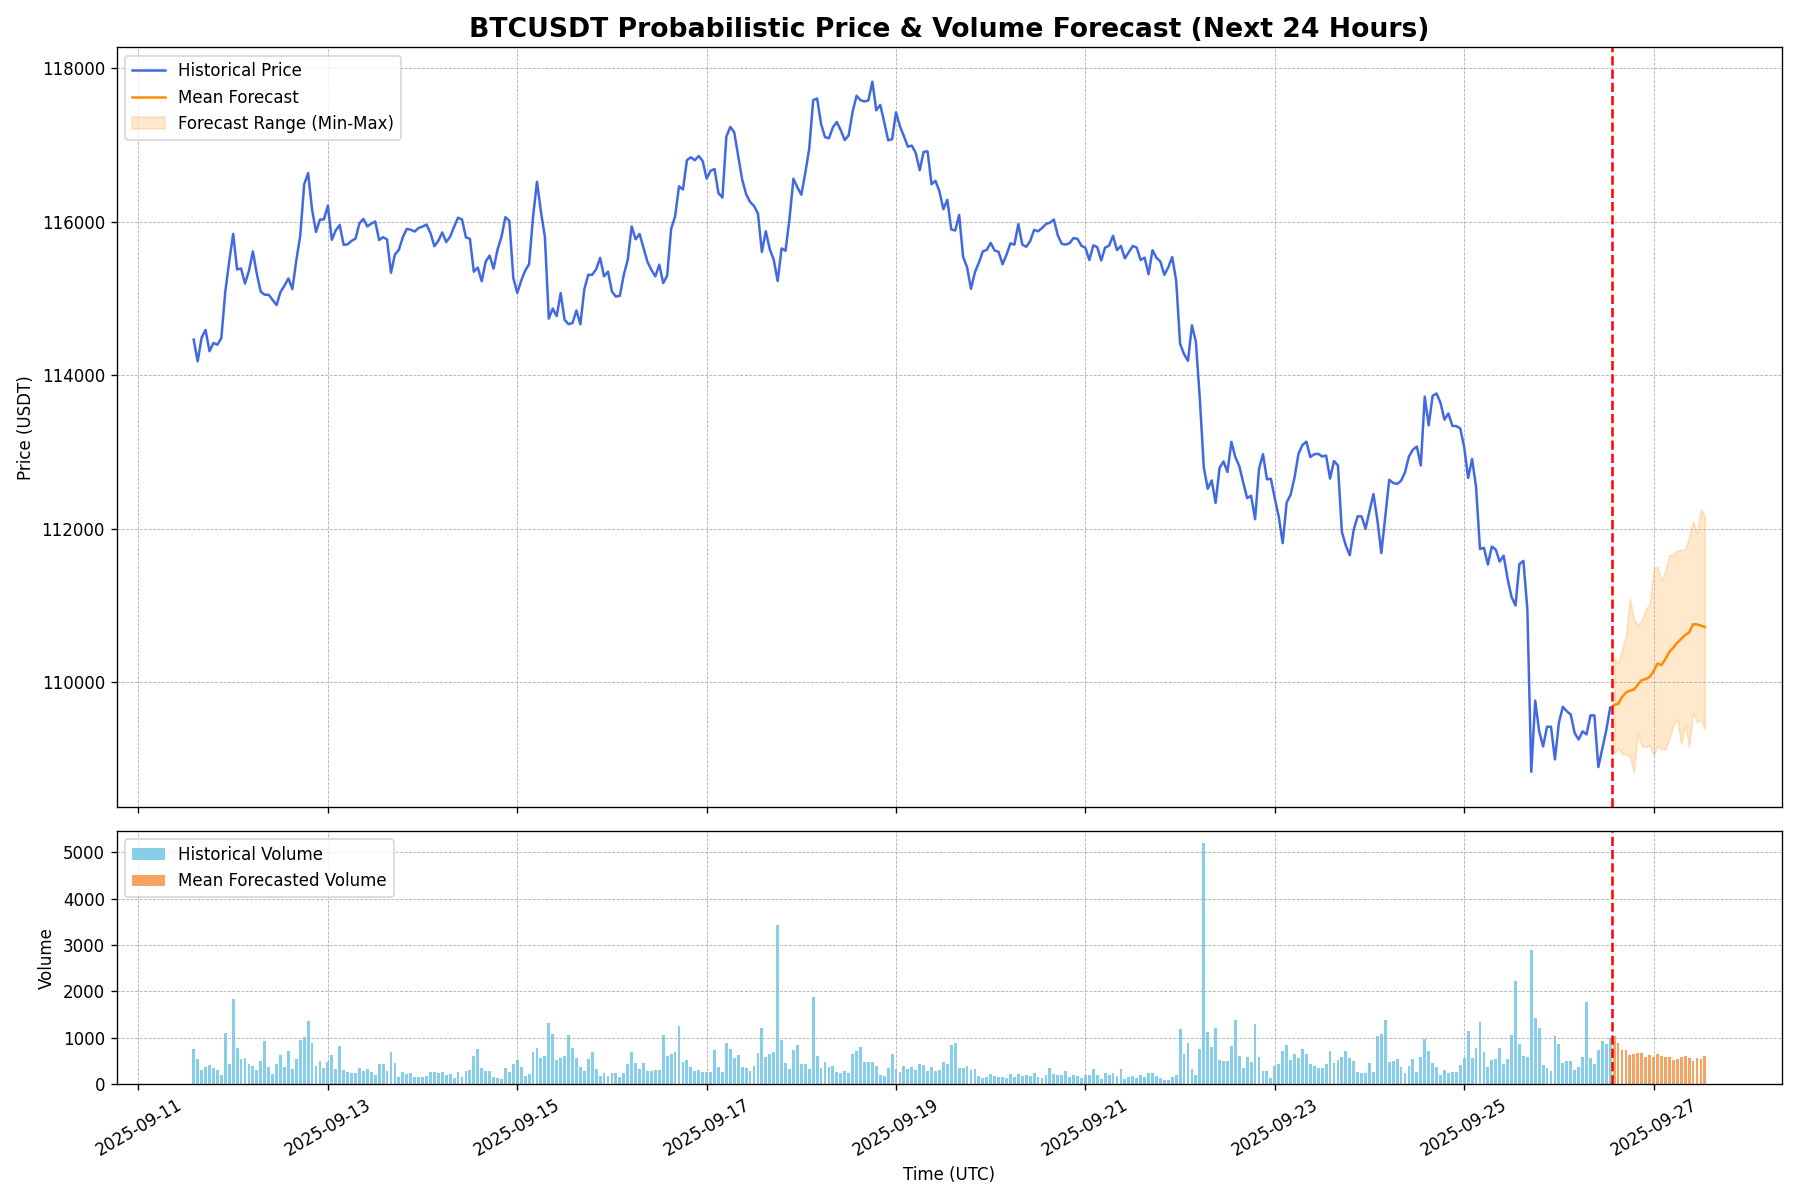 BTCUSDT Probabilistic Price & Volume Forecast (Next 24 Hours)
Historical Price
Mean Forecast
Forecast Range (Min-Max)
118000
116000
114000
112000
110000
Price (USDT)
Historical Volume
Mean Forecasted Volume
5000
4000
3000
2000
1000
0
Volume
2025-09-11
2025-09-13
2025-09-15
2025-09-17
2025-09-19
2025-09-21
2025-09-23
2025-09-25
2025-09-27
Time (UTC)